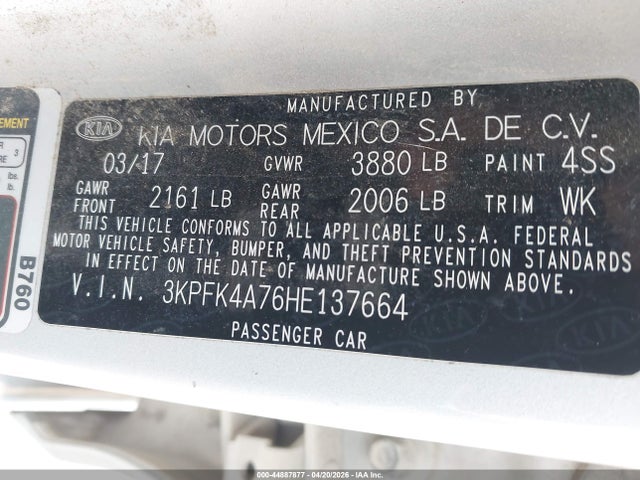 MANUFACTURED BY
KIA KIA MOTORS MEXICO S.A. DE C.V.
03/17 GVWR 3880 LB PAINT 4SS
GAWR FRONT 2161 LB GAWR REAR 2006 LB TRIM WK
THIS VEHICLE CONFORMS TO ALL APPLICABLE U.S.A. FEDERAL
MOTOR VEHICLE SAFETY, BUMPER, AND THEFT PREVENTION STANDARDS
IN EFFECT ON THE DATE OF MANUFACTURE SHOWN ABOVE.
V.I.N. 3KPFK4A76HE137664
PASSENGER CAR
B760
000-44887877 - 04/20/2026 - IAA, Inc.